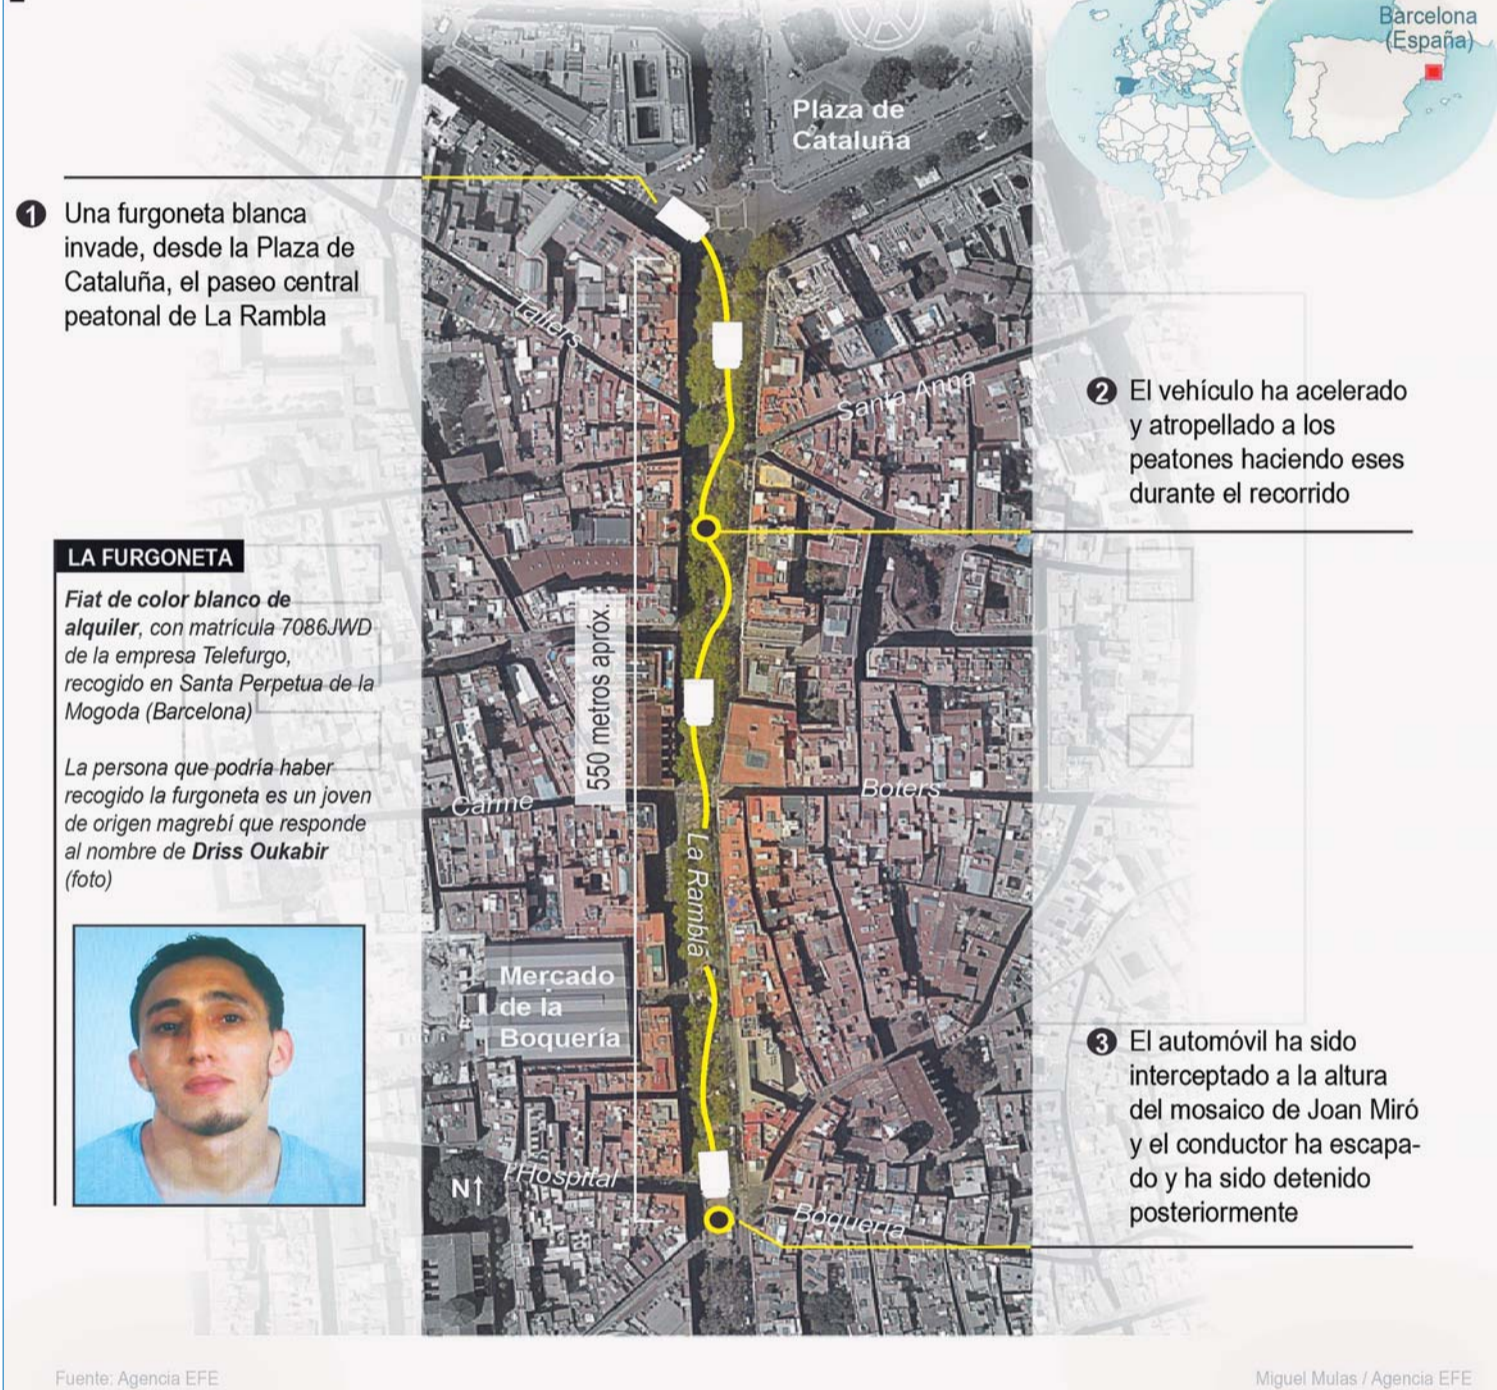 Barcelona
(España)
Plaza de
Cataluña
1 Una furgoneta blanca
invade, desde la Plaza de
Cataluña, el paseo central
peatonal de La Rambla
Tallers
Santa Anna
2 El vehículo ha acelerado
y atropellado a los
peatones haciendo eses
durante el recorrido
LA FURGONETA
Fiat de color blanco de
alquiler, con matrícula 7086JWD
de la empresa Telefurgo,
recogido en Santa Perpetua de la
Mogoda (Barcelona)
La persona que podría haber
recogido la furgoneta es un joven
de origen magrebí que responde
al nombre de Driss Oukabir
(foto)
550 metros aprox.
Carme
Boters
La Rambla
Mercado
de la
Boquería
3 El automóvil ha sido
interceptado a la altura
del mosaico de Joan Miró
y el conductor ha escapa-
do y ha sido detenido
posteriormente
N↑
l'Hospital
Boquería
Fuente: Agencia EFE
Miguel Mulas / Agencia EFE